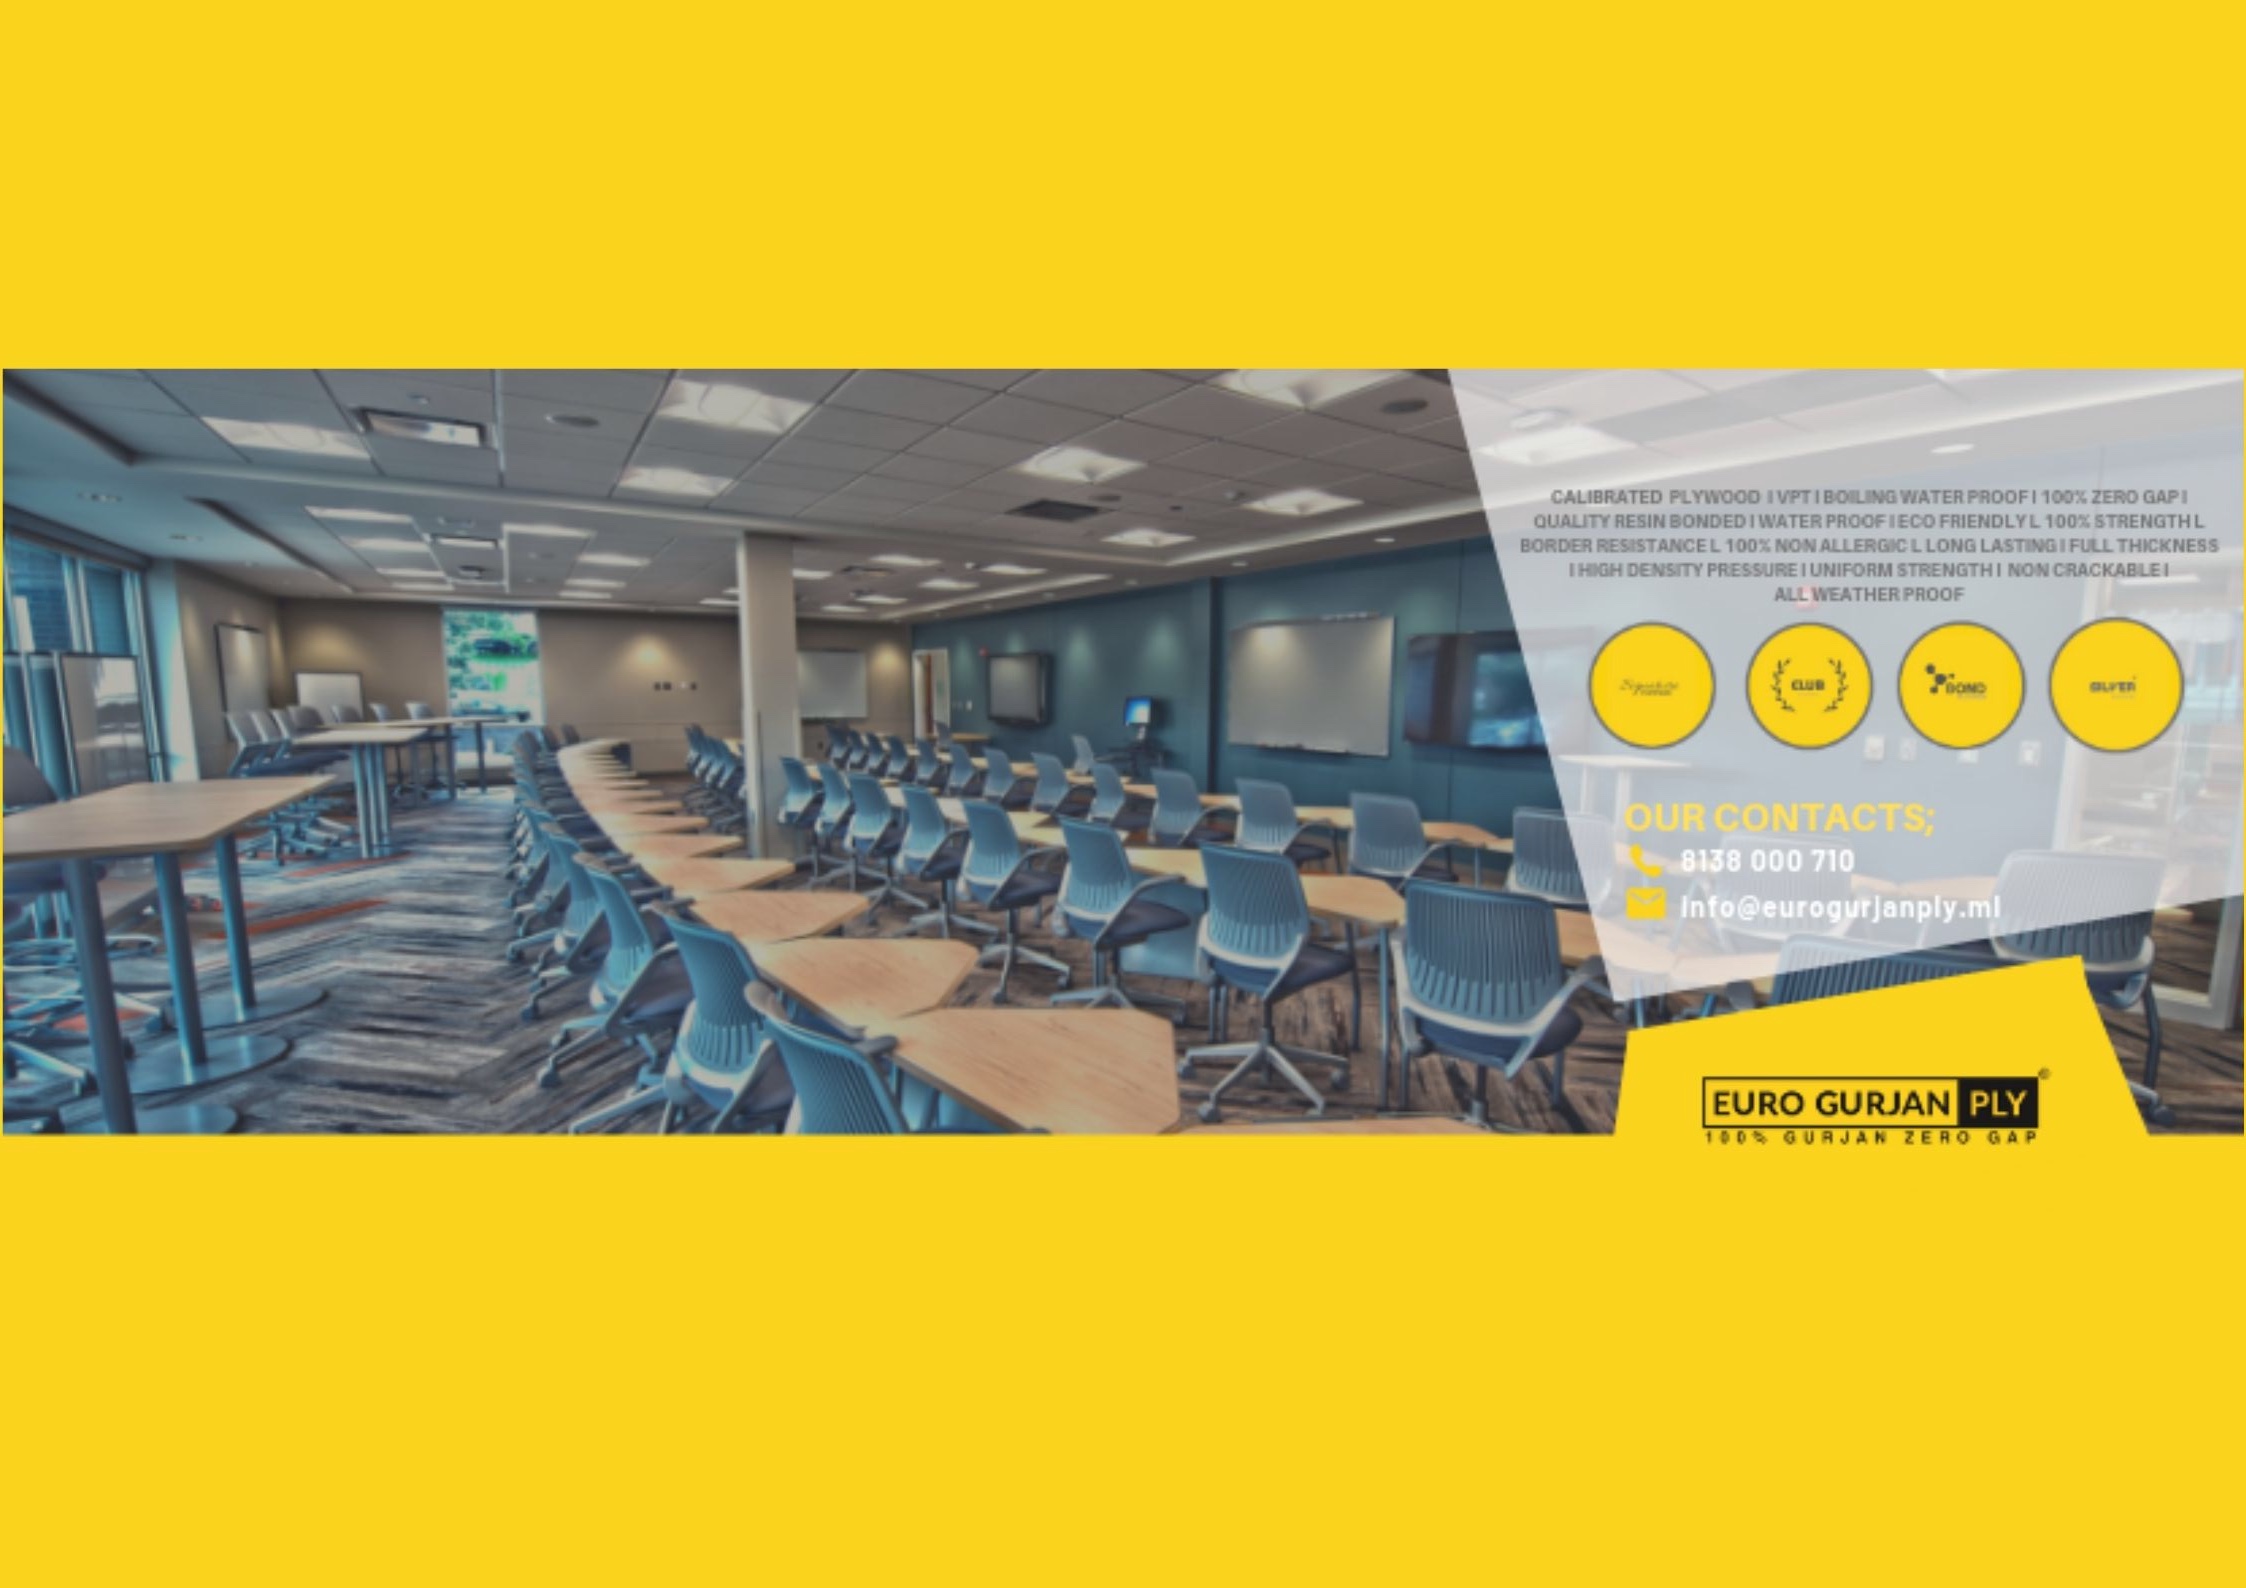 CALIBRATED PLYWOOD I VPT I BOILING WATER PROOF I 100% ZERO GAP I
QUALITY RESIN BONDED I WATER PROOF I ECO FRIENDLY L 100% STRENGTH L
BORDER RESISTANCE L 100% NON ALLERGIC L LONG LASTING I FULL THICKNESS
I HIGH DENSITY PRESSURE I UNIFORM STRENGTH I NON CRACKABLE I
ALL WEATHER PROOF
Signature
CLUB
BOND
SILVER
OUR CONTACTS;
8138 000 710
info@eurogurjanply.ml
EURO GURJAN PLY
100% GURJAN ZERO GAP